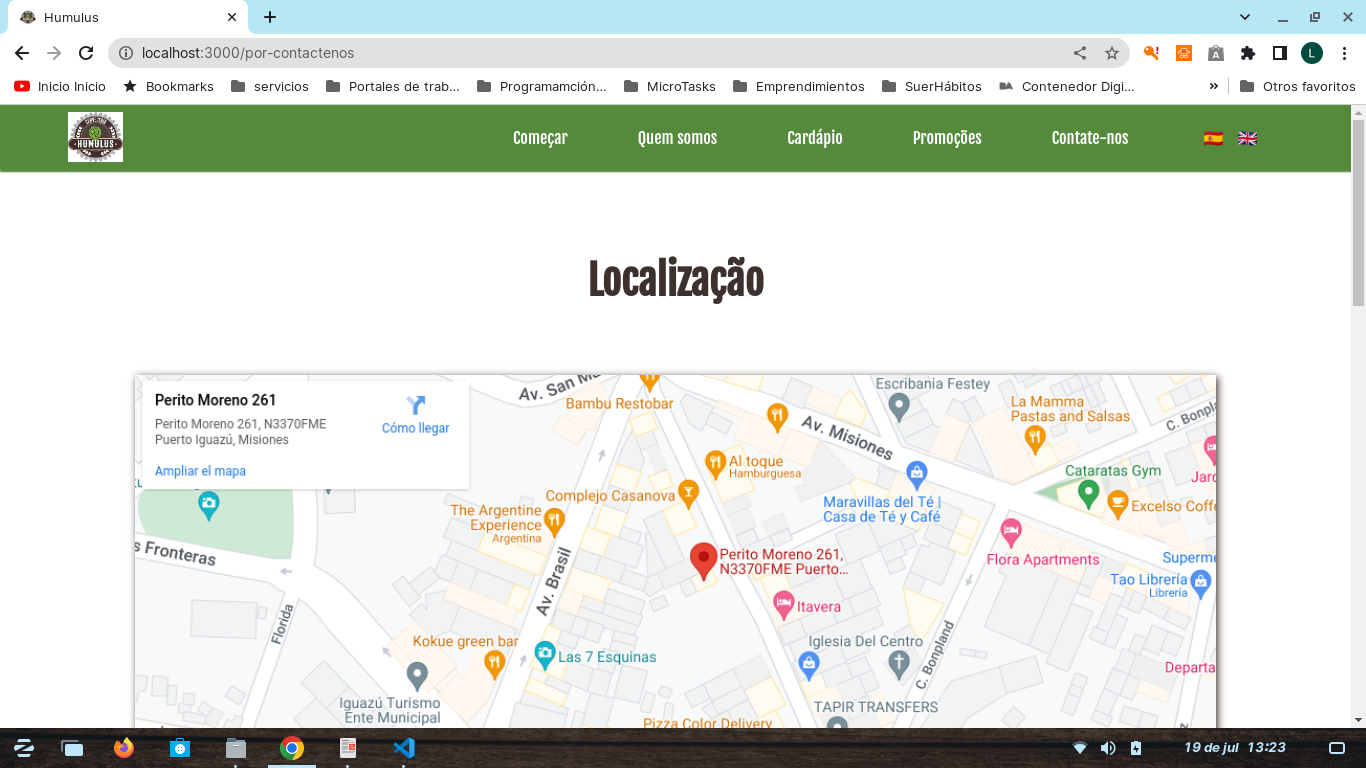 Humulus
localhost:3000/por-contactenos
L
Inicio Inicio
Bookmarks
servicios
Portales de trab...
Programamción...
MicroTasks
Emprendimientos
SuerHábitos
Contenedor Digi...
»
Otros favoritos
HUMULUS
Começar
Quem somos
Cardápio
Promoções
Contate-nos
Localização
Perito Moreno 261
Perito Moreno 261, N3370FME
Puerto Iguazú, Misiones
Cómo llegar
Ampliar el mapa
Bambu Restobar
Escribania Festey
La Mamma
Pastas and Salsas
Av. Misiones
C. Bonpland
Al toque
Hamburguesa
Cataratas Gym
Complejo Casanova
Maravillas del Té |
Casa de Té y Café
The Argentine
Experience
Argentina
Excelso Coffe
s Fronteras
Perito Moreno 261,
N3370FME Puerto...
Flora Apartments
Av. Brasil
Superme
Tao Librería
Librería
Itavera
Florida
Kokue green bar
Las 7 Esquinas
Iglesia Del Centro
Departa
Iguazú Turismo
Ente Municipal
TAPIR TRANSFERS
Pizza Color Delivery
19 de jul 13:23